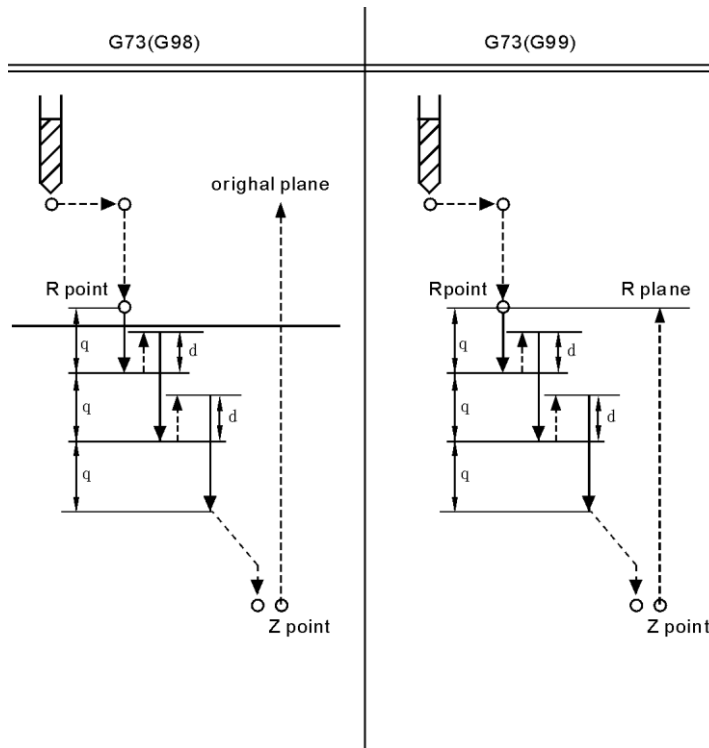 G73(G98)
G73(G99)
orighal plane
R point
q
d
q
d
q
Z point
Rpoint
R plane
q
d
q
d
q
Z point